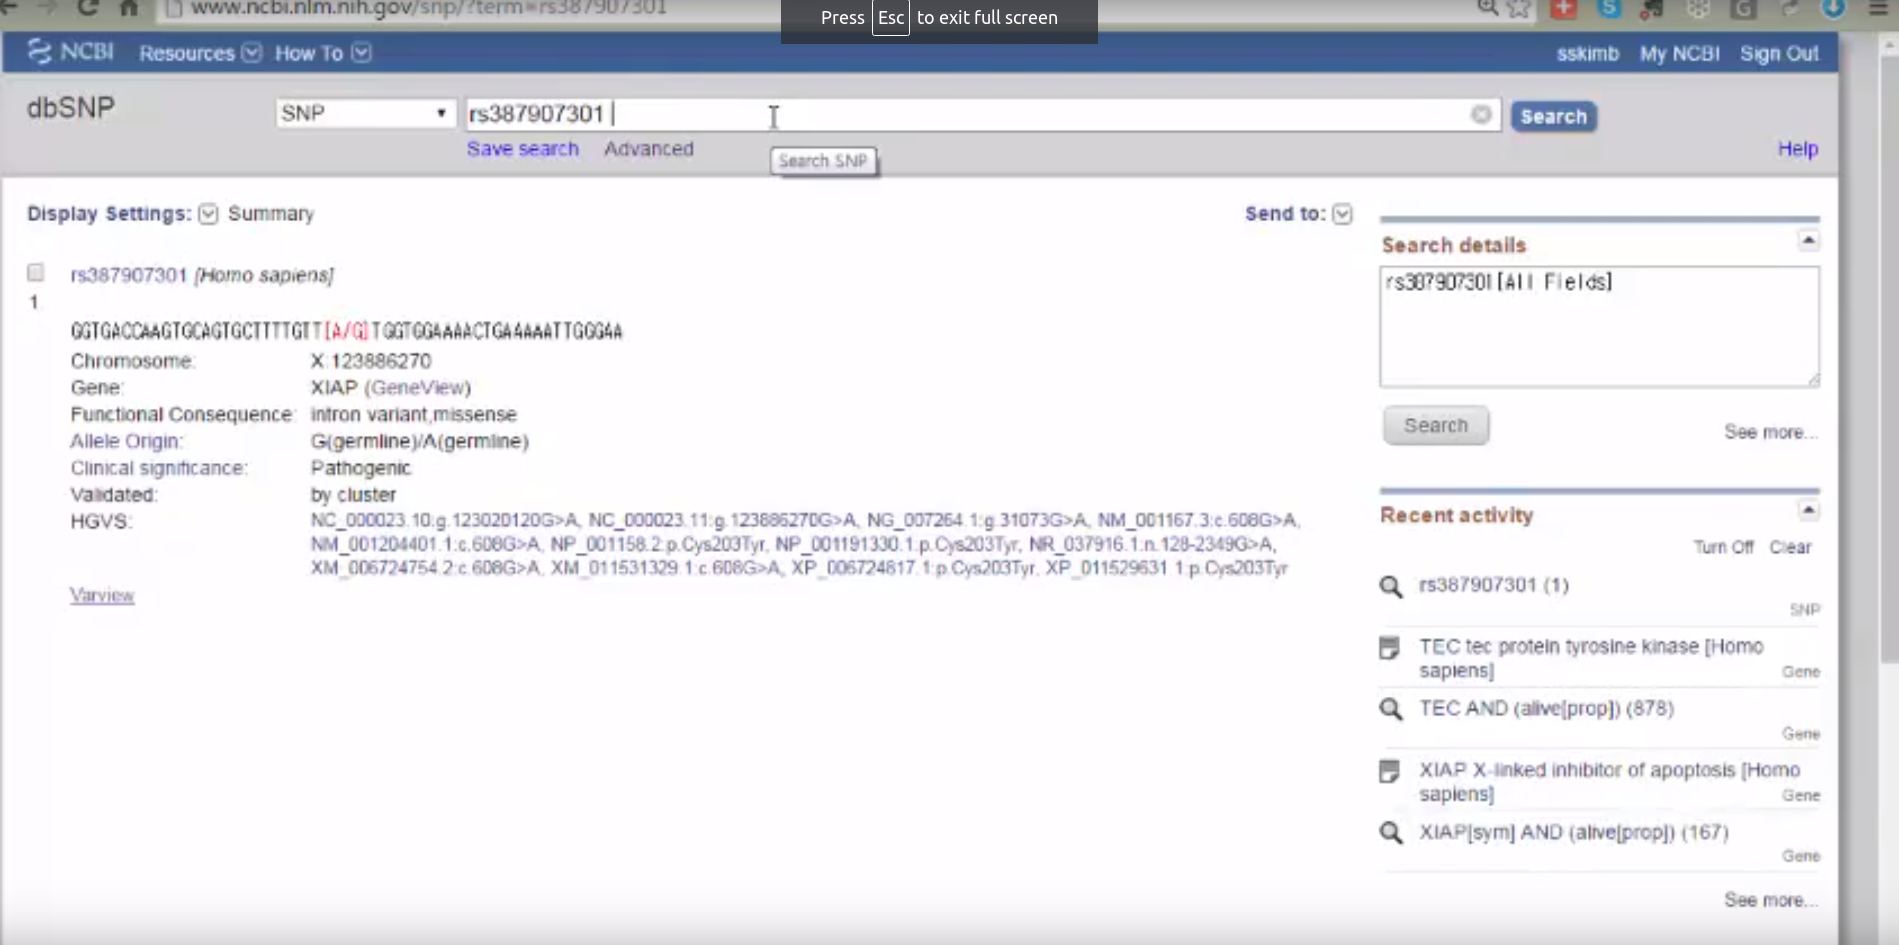 www.ncbi.nlm.nih.gov/snp/?term=rs387907301
Press Esc to exit full screen
NCBI Resources How To
sskimb My NCBI Sign Out
dbSNP
SNP
rs387907301
Search
Save search Advanced
Search SNP
Help
Display Settings: Summary
Send to:
rs387907301 [Homo sapiens]
1
GGTGACCAAGTGCAGTGCTTTTGTT[A/G]TGGTGGAAAACTGAAAAATTGGGAA
Chromosome: X:123886270
Gene: XIAP (GeneView)
Functional Consequence: intron variant,missense
Allele Origin: G(germline)/A(germline)
Clinical significance: Pathogenic
Validated: by cluster
HGVS: NC_000023.10:g.123020120G>A, NC_000023.11:g.123886270G>A, NG_007264.1:g.31073G>A, NM_001167.3:c.608G>A,
NM_001204401.1:c.608G>A, NP_001158.2:p.Cys203Tyr, NP_001191330.1:p.Cys203Tyr, NR_037916.1:n.128-2349G>A,
XM_006724754.2:c.608G>A, XM_011531329.1:c.608G>A, XP_006724817.1:p.Cys203Tyr, XP_011529631.1:p.Cys203Tyr
Varview
Search details
rs387907301[All Fields]
Search
See more...
Recent activity
Turn Off Clear
rs387907301 (1)
SNP
TEC tec protein tyrosine kinase [Homo
sapiens]
Gene
TEC AND (alive[prop]) (878)
Gene
XIAP X-linked inhibitor of apoptosis [Homo
sapiens]
Gene
XIAP[sym] AND (alive[prop]) (167)
Gene
See more...